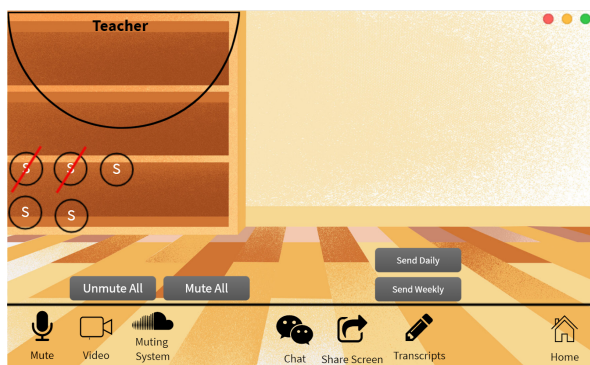 Teacher
S S S
S S
Send Daily
Unmute All Mute All
Send Weekly
Mute Video Muting System Chat Share Screen Transcripts Home